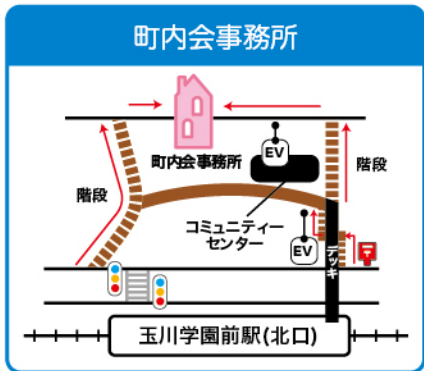 町内会事務所
町内会事務所
EV
階段
階段
コミュニティー
センター
EV
デッキ
〒
玉川学園前駅(北口)